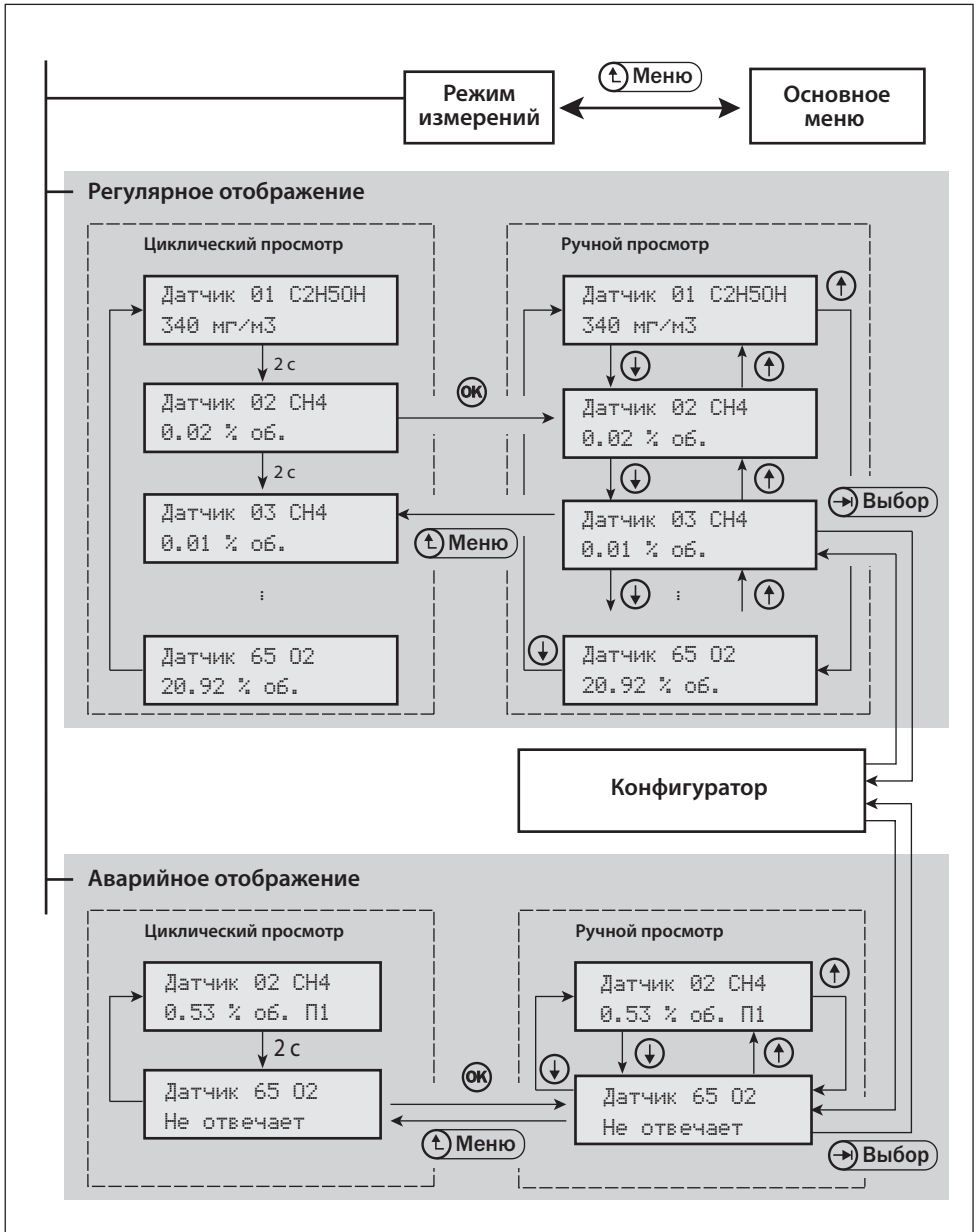 Меню
Режим
измерений
Основное
меню
Регулярное отображение
Циклический просмотр
Датчик 01 C2H5OH
340 мг/м3
2 с
Датчик 02 CH4
0.02 % об.
2 с
Датчик 03 CH4
0.01 % об.
⋮
Датчик 65 O2
20.92 % об.
OK
Меню
Ручной просмотр
Датчик 01 C2H5OH
340 мг/м3
Датчик 02 CH4
0.02 % об.
Датчик 03 CH4
0.01 % об.
⋮
Датчик 65 O2
20.92 % об.
Выбор
Конфигуратор
Аварийное отображение
Циклический просмотр
Датчик 02 CH4
0.53 % об. П1
2 с
Датчик 65 O2
Не отвечает
OK
Меню
Ручной просмотр
Датчик 02 CH4
0.53 % об. П1
Датчик 65 O2
Не отвечает
Выбор